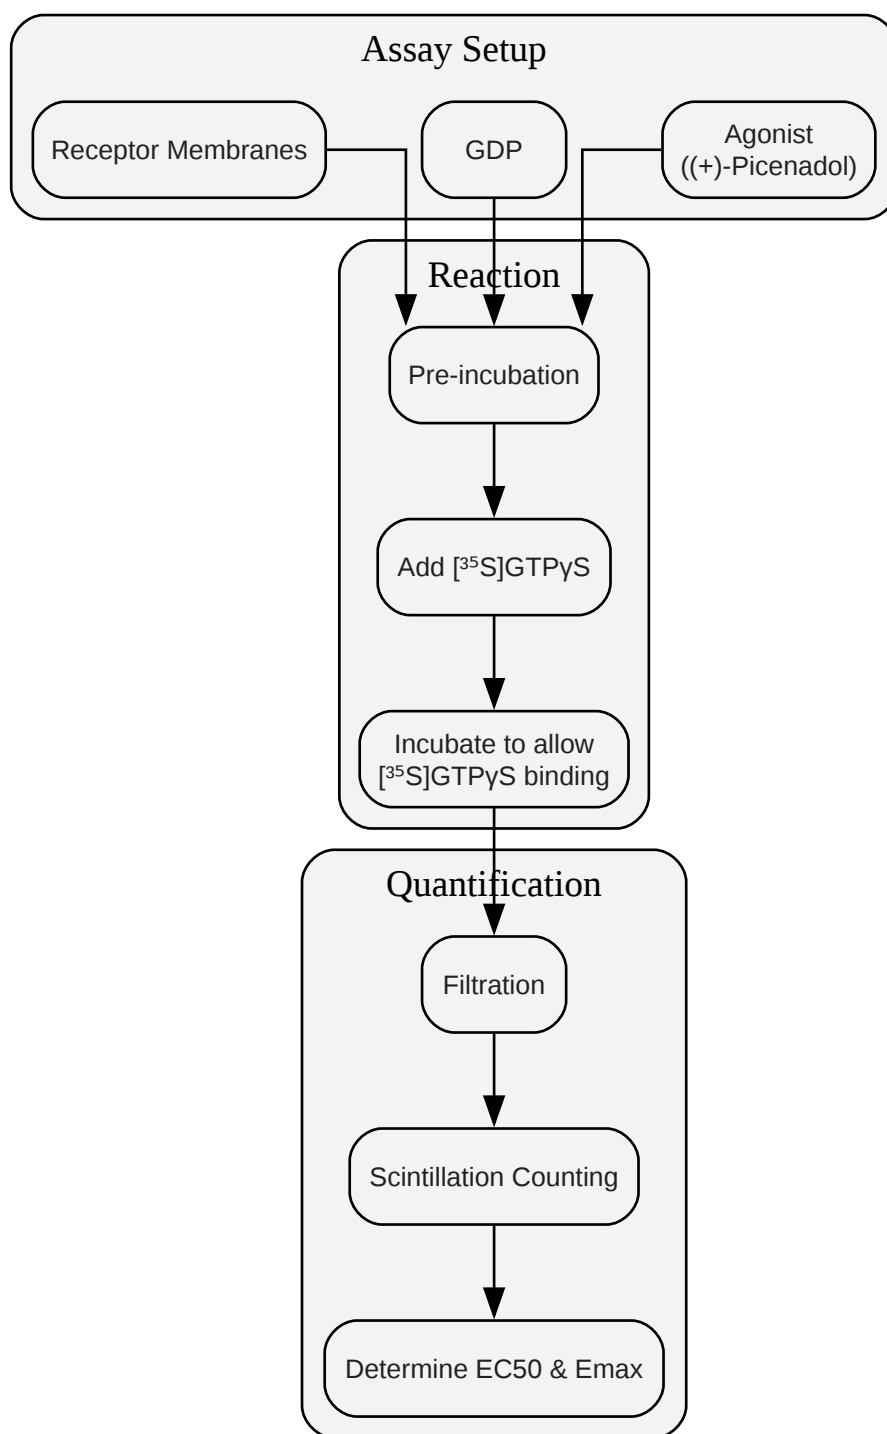 Assay Setup
Receptor Membranes
GDP
Agonist
((+)-Picenadol)
Reaction
Pre-incubation
Add [³⁵S]GTPγS
Incubate to allow
[³⁵S]GTPγS binding
Quantification
Filtration
Scintillation Counting
Determine EC50 & Emax